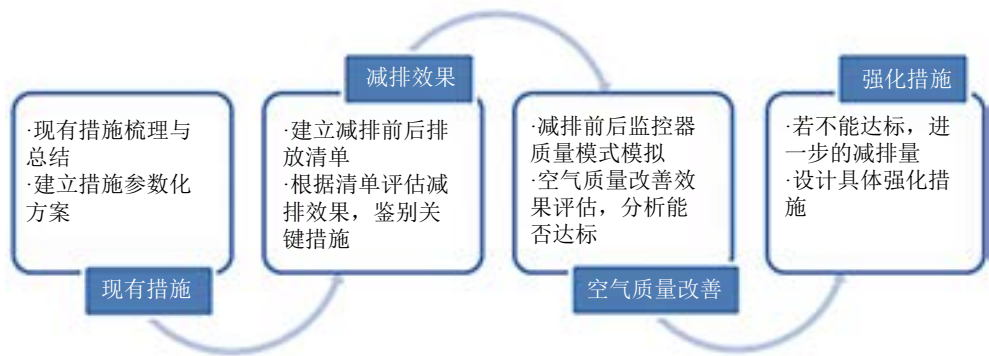 ·现有措施梳理与
总结
·建立措施参数化
方案
现有措施
减排效果
·建立减排前后排
放清单
·根据清单评估减
排效果，鉴别关
键措施
·减排前后监控器
质量模式模拟
·空气质量改善效
果评估，分析能
否达标
空气质量改善
强化措施
·若不能达标，进
一步的减排量
·设计具体强化措
施